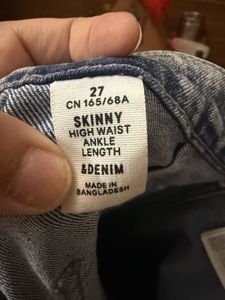 27
CN 165/68A
SKINNY
HIGH WAIST
ANKLE
LENGTH
&DENIM
MADE IN
BANGLADESH